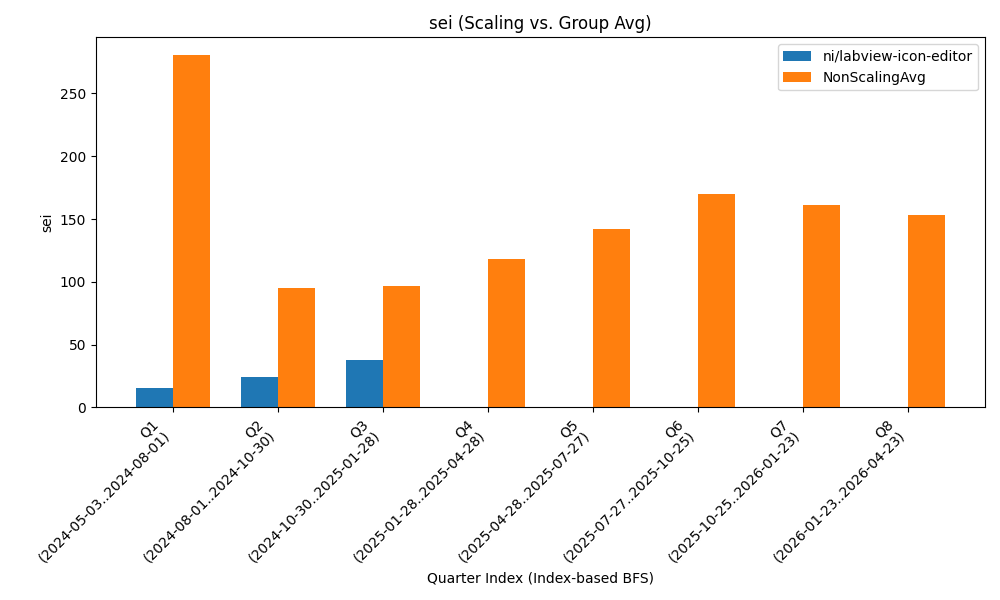 sei (Scaling vs. Group Avg)
ni/labview-icon-editor
NonScalingAvg
sei
250
200
150
100
50
0
Q1
(2024-05-03..2024-08-01)
Q2
(2024-08-01..2024-10-30)
Q3
(2024-10-30..2025-01-28)
Q4
(2025-01-28..2025-04-28)
Q5
(2025-04-28..2025-07-27)
Q6
(2025-07-27..2025-10-25)
Q7
(2025-10-25..2026-01-23)
Q8
(2026-01-23..2026-04-23)
Quarter Index (Index-based BFS)